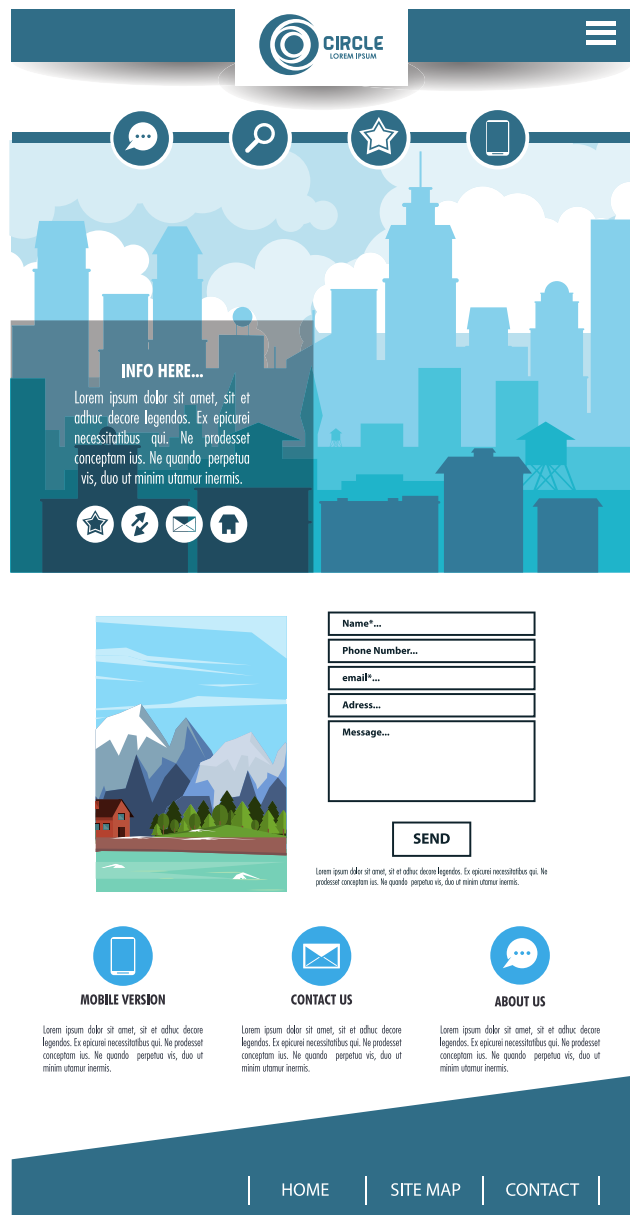 CIRCLE
LOREM IPSUM
INFO HERE...
Lorem ipsum dolor sit amet, sit et
adhuc decore legendos. Ex epicurei
necessitatibus qui. Ne prodesset
conceptam ius. Ne quando perpetua
vis, duo ut minim utamur inermis.
Name*...
Phone Number...
email*...
Adress...
Message...
SEND
Lorem ipsum dolor sit amet, sit et adhuc decore legendos. Ex epicurei necessitatibus qui. Ne
prodesset conceptam ius. Ne quando perpetua vis, duo ut minim utamur inermis.
MOBILE VERSION
Lorem ipsum dolor sit amet, sit et adhuc decore
legendos. Ex epicurei necessitatibus qui. Ne prodesset
conceptam ius. Ne quando perpetua vis, duo ut
minim utamur inermis.
CONTACT US
Lorem ipsum dolor sit amet, sit et adhuc decore
legendos. Ex epicurei necessitatibus qui. Ne prodesset
conceptam ius. Ne quando perpetua vis, duo ut
minim utamur inermis.
ABOUT US
Lorem ipsum dolor sit amet, sit et adhuc decore
legendos. Ex epicurei necessitatibus qui. Ne prodesset
conceptam ius. Ne quando perpetua vis, duo ut
minim utamur inermis.
HOME
SITE MAP
CONTACT